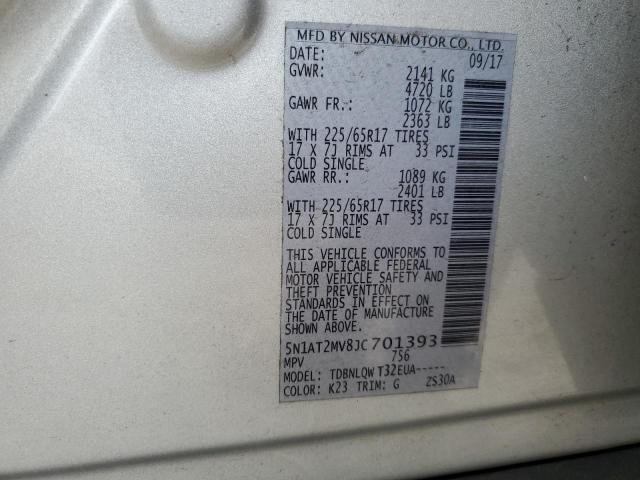 MFD BY NISSAN MOTOR CO., LTD.
DATE: 09/17
GVWR: 2141 KG
4720 LB
GAWR FR.: 1072 KG
2363 LB
WITH 225/65R17 TIRES
17 X 7J RIMS AT 33 PSI
COLD SINGLE
GAWR RR.: 1089 KG
2401 LB
WITH 225/65R17 TIRES
17 X 7J RIMS AT 33 PSI
COLD SINGLE
THIS VEHICLE CONFORMS TO
ALL APPLICABLE FEDERAL
MOTOR VEHICLE SAFETY AND
THEFT PREVENTION
STANDARDS IN EFFECT ON
THE DATE OF MANUFACTURE
SHOWN ABOVE.
5N1AT2MV8JC701393
MPV 756
MODEL: TDBNLQW T32EUA-----
COLOR: K23 TRIM: G ZS30A